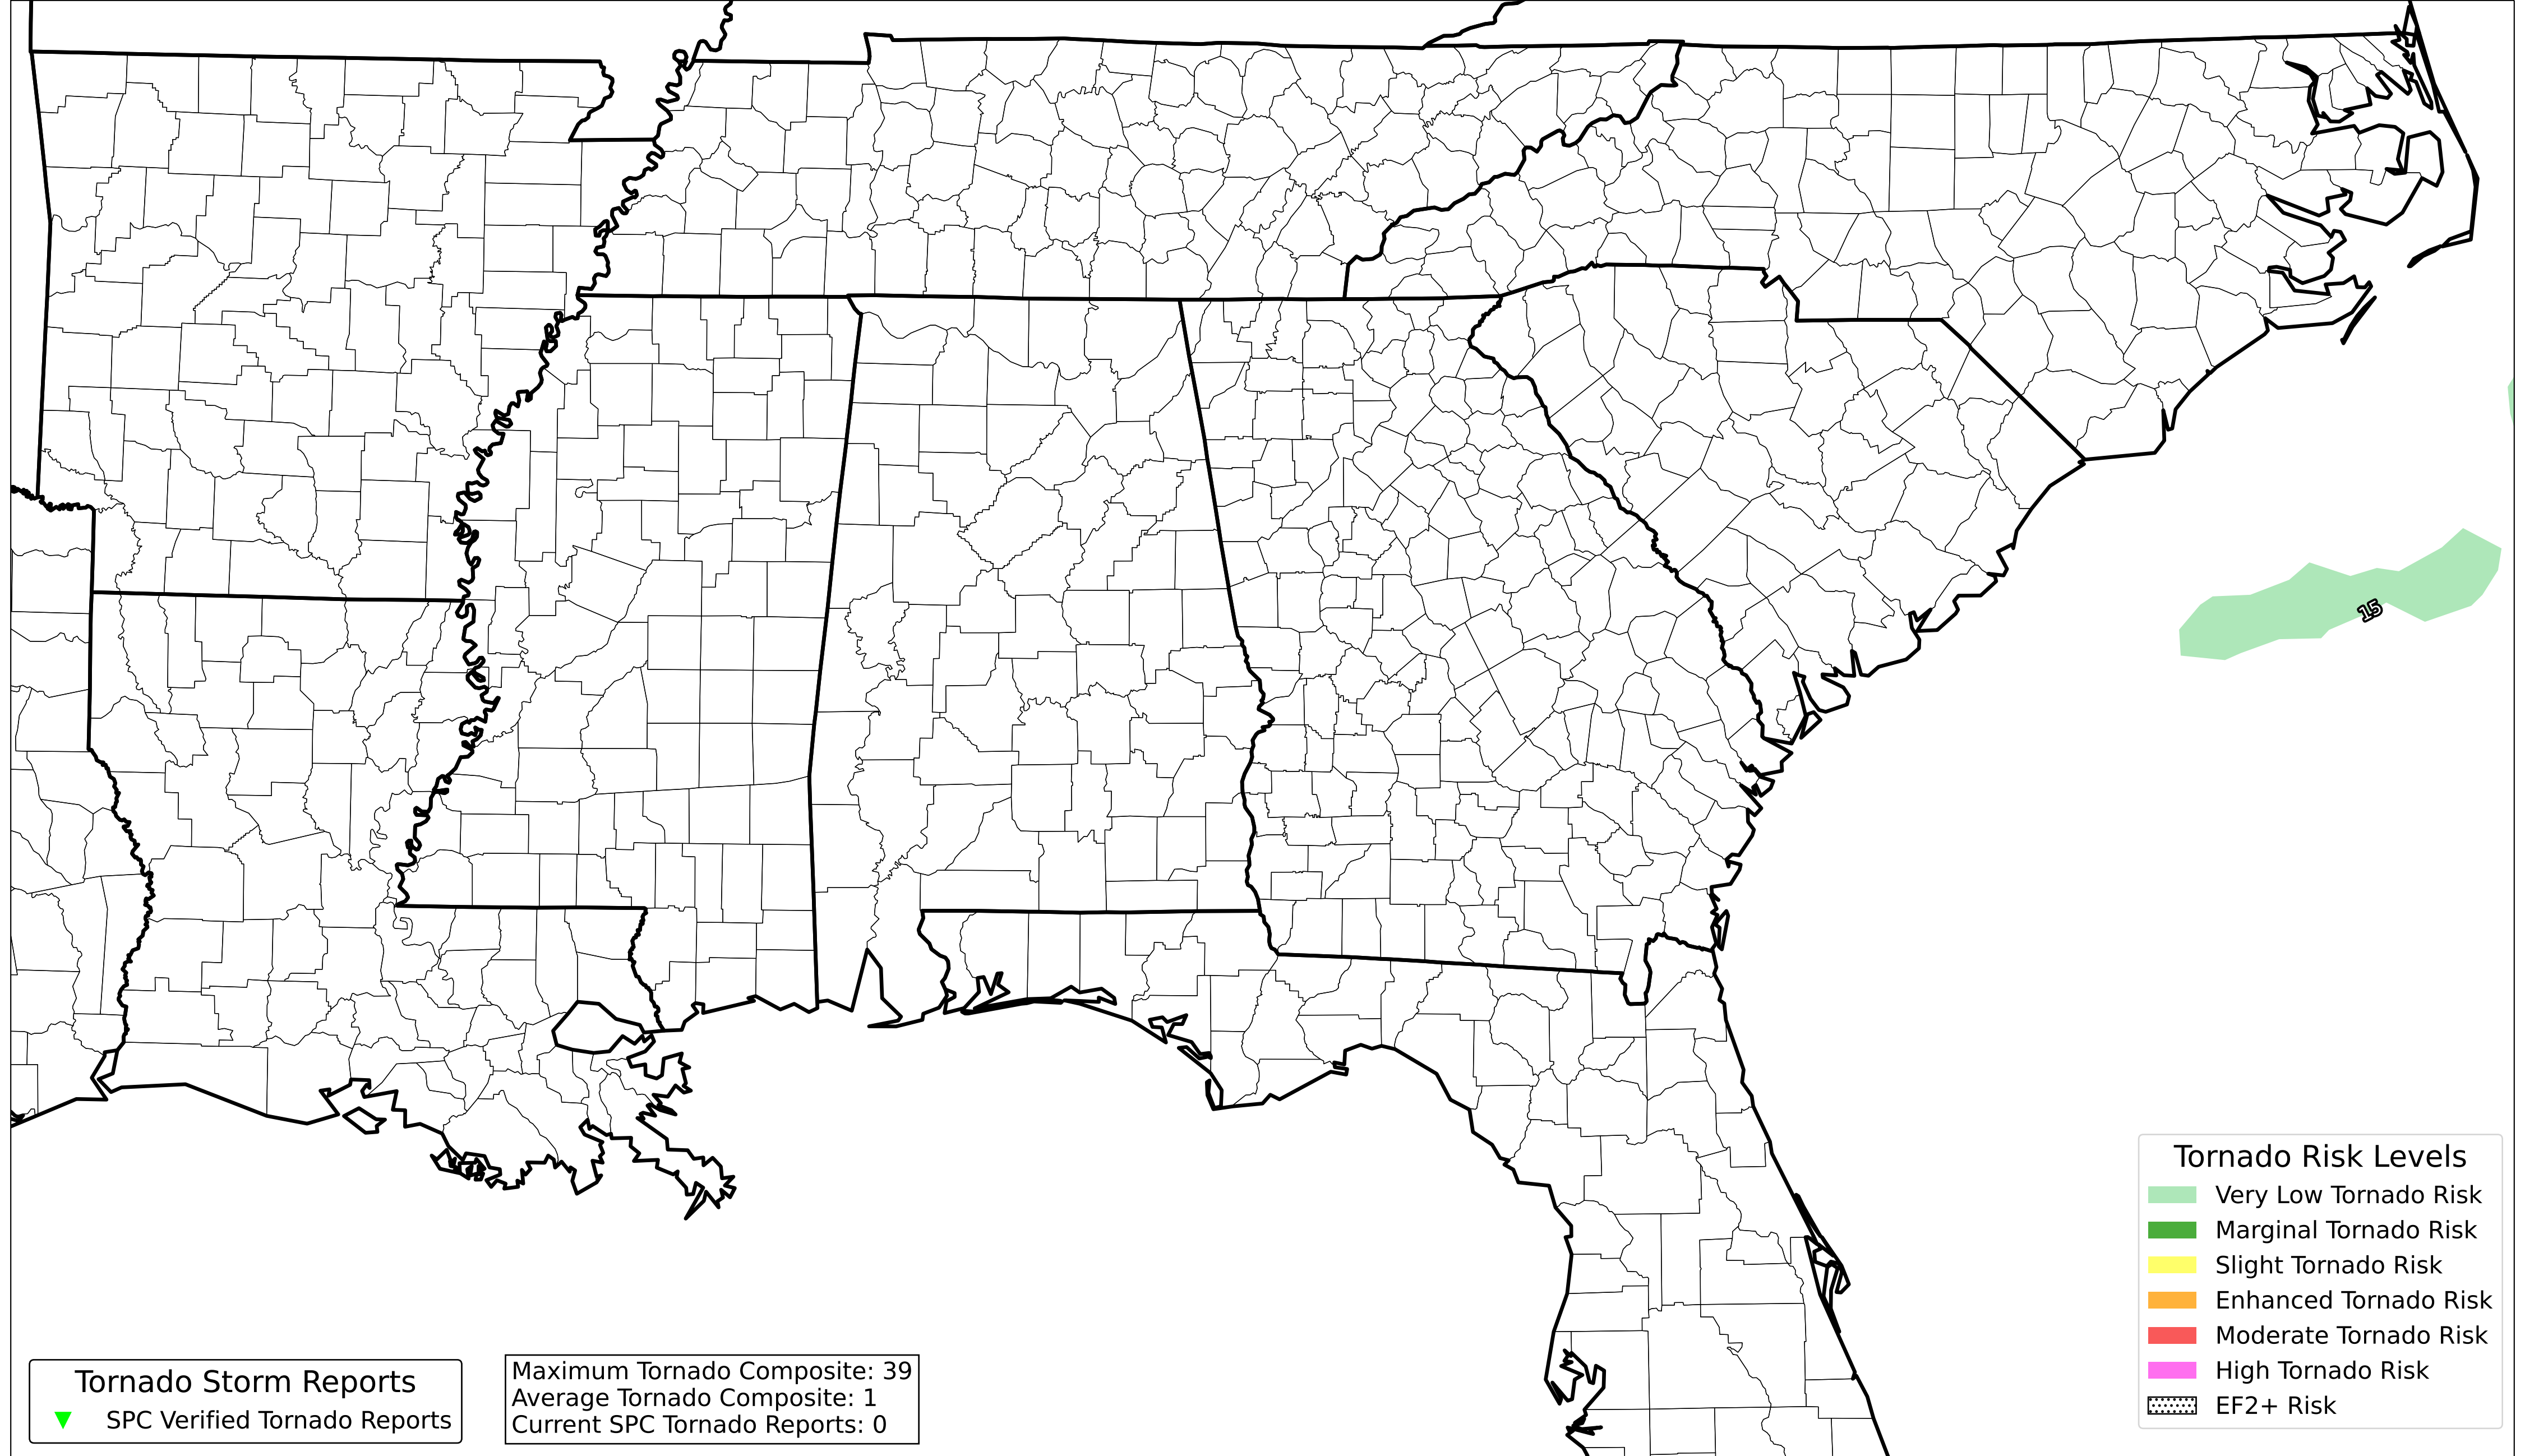 15
Tornado Risk Levels
Very Low Tornado Risk
Marginal Tornado Risk
Slight Tornado Risk
Enhanced Tornado Risk
Moderate Tornado Risk
High Tornado Risk
EF2+ Risk
Tornado Storm Reports
SPC Verified Tornado Reports
Maximum Tornado Composite: 39
Average Tornado Composite: 1
Current SPC Tornado Reports: 0